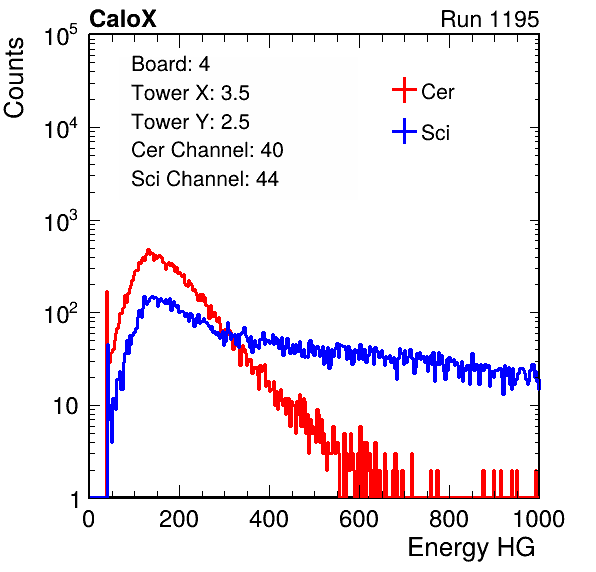 CaloX Run 1195
Counts
10^5
10^4
10^3
10^2
10
1
Board: 4
Tower X: 3.5
Tower Y: 2.5
Cer Channel: 40
Sci Channel: 44
Cer
Sci
0 200 400 600 800 1000
Energy HG